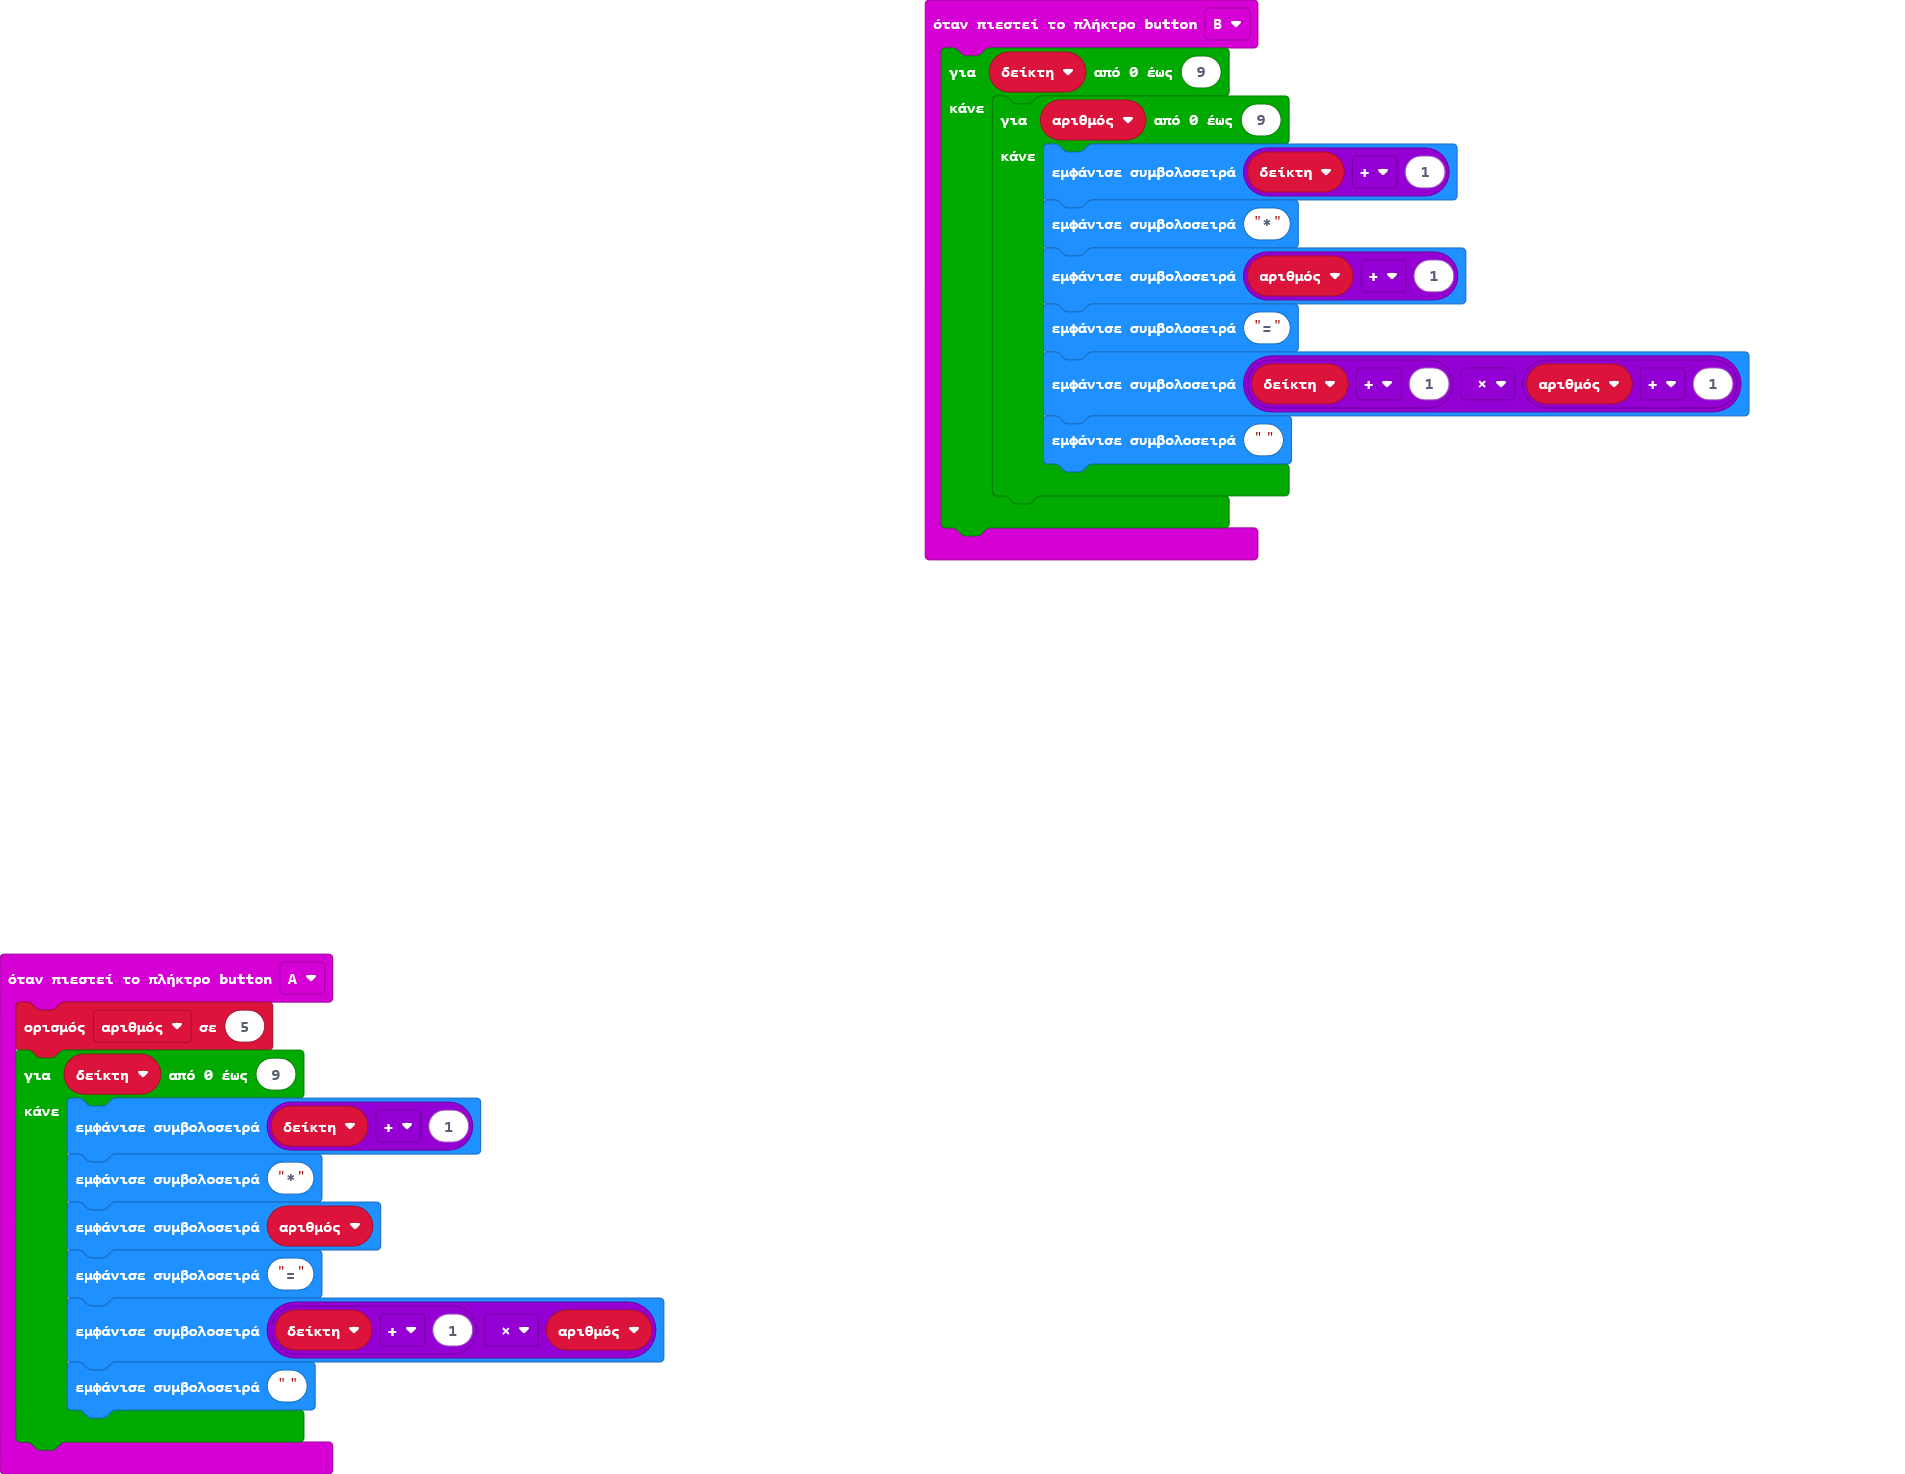 όταν πιεστεί το πλήκτρο button B
για δείκτη από 0 έως 9
κάνε
για αριθμός από 0 έως 9
κάνε
εμφάνισε συμβολοσειρά δείκτη + 1
εμφάνισε συμβολοσειρά "*"
εμφάνισε συμβολοσειρά αριθμός + 1
εμφάνισε συμβολοσειρά "="
εμφάνισε συμβολοσειρά δείκτη + 1 × αριθμός + 1
εμφάνισε συμβολοσειρά " "
όταν πιεστεί το πλήκτρο button A
ορισμός αριθμός σε 5
για δείκτη από 0 έως 9
κάνε
εμφάνισε συμβολοσειρά δείκτη + 1
εμφάνισε συμβολοσειρά "*"
εμφάνισε συμβολοσειρά αριθμός
εμφάνισε συμβολοσειρά "="
εμφάνισε συμβολοσειρά δείκτη + 1 × αριθμός
εμφάνισε συμβολοσειρά " "